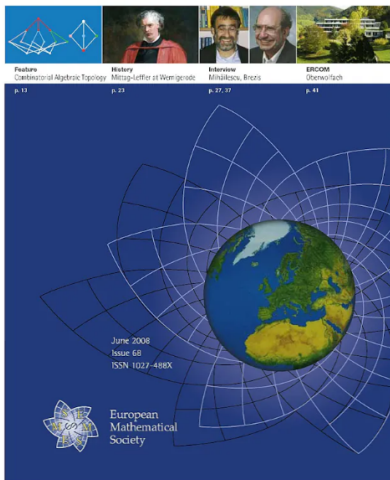 Feature
Combinatorial Algebraic Topology
p. 13
History
Mittag-Leffler at Wernigerode
p. 23
Interview
Mihăilescu, Brezis
p. 27, 37
ERCOM
Oberwolfach
p. 41
June 2008
Issue 68
ISSN 1027-488X
European
Mathematical
Society